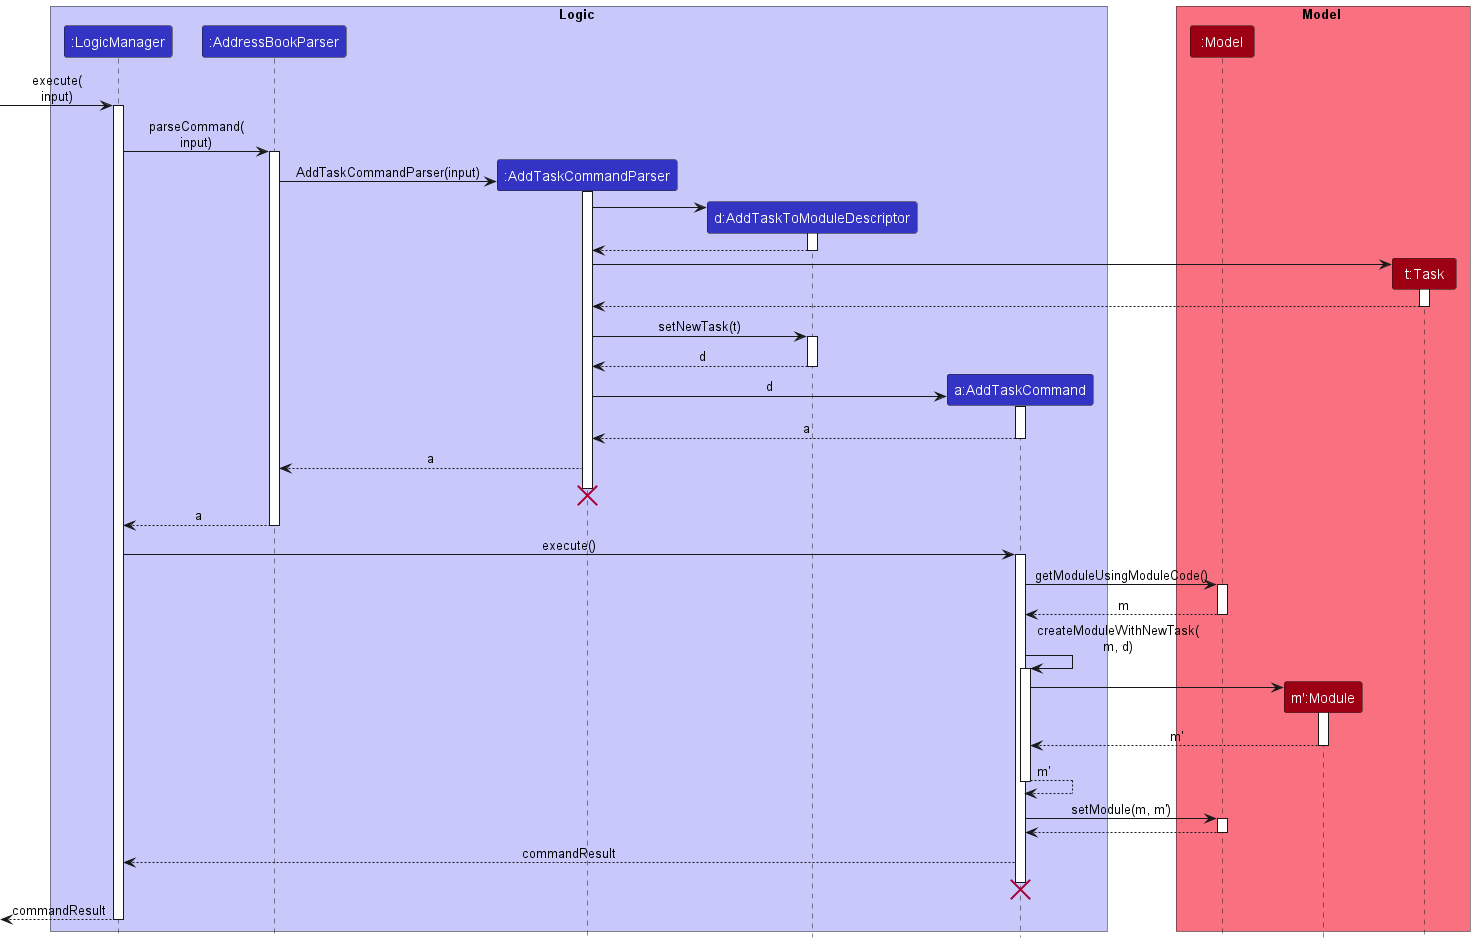 Logic
Model
:LogicManager
:AddressBookParser
:Model
execute(
input)
parseCommand(
input)
AddTaskCommandParser(input)
:AddTaskCommandParser
d:AddTaskToModuleDescriptor
t:Task
setNewTask(t)
d
d
a:AddTaskCommand
a
a
a
execute()
getModuleUsingModuleCode()
m
createModuleWithNewTask(
m, d)
m':Module
m'
m'
setModule(m, m')
commandResult
commandResult